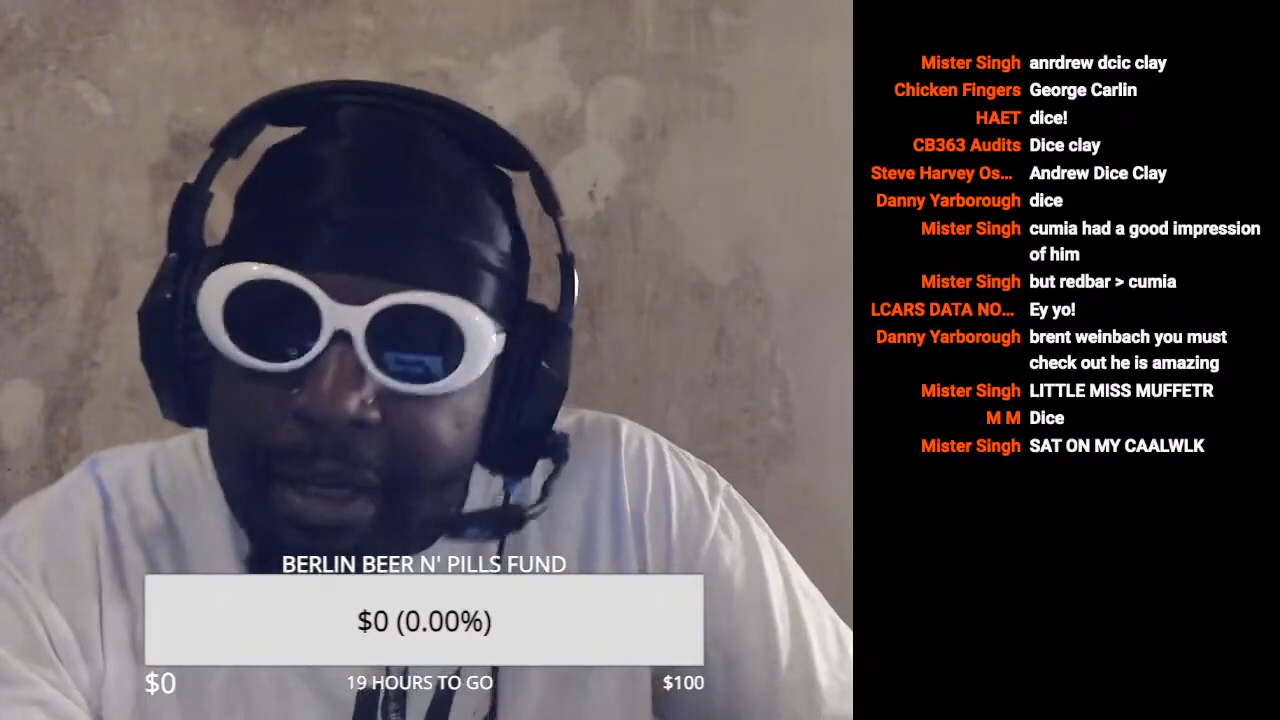 Mister Singh anrdrew dcic clay
Chicken Fingers George Carlin
HAET dice!
CB363 Audits Dice clay
Steve Harvey Os... Andrew Dice Clay
Danny Yarborough dice
Mister Singh cumia had a good impression
of him
Mister Singh but redbar > cumia
LCARS DATA NO... Ey yo!
Danny Yarborough brent weinbach you must
check out he is amazing
Mister Singh LITTLE MISS MUFFETR
M M Dice
Mister Singh SAT ON MY CAALWLK
BERLIN BEER N' PILLS FUND
$0 (0.00%)
$0 19 HOURS TO GO $100